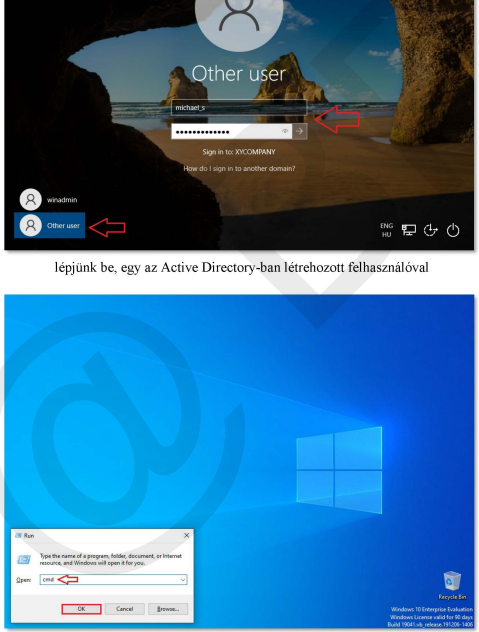 Other user
michael_s
Sign in to: XYCOMPANY
How do I sign in to another domain?
winadmin
Other user
ENG
HU
lépjünk be, egy az Active Directory-ban létrehozott felhasználóval
Run
Type the name of a program, folder, document, or Internet
resource, and Windows will open it for you.
Open:
cmd
OK
Cancel
Browse...
Recycle Bin
Windows 10 Enterprise Evaluation
Windows License valid for 90 days
Build 19041.vb_release.191206-1406